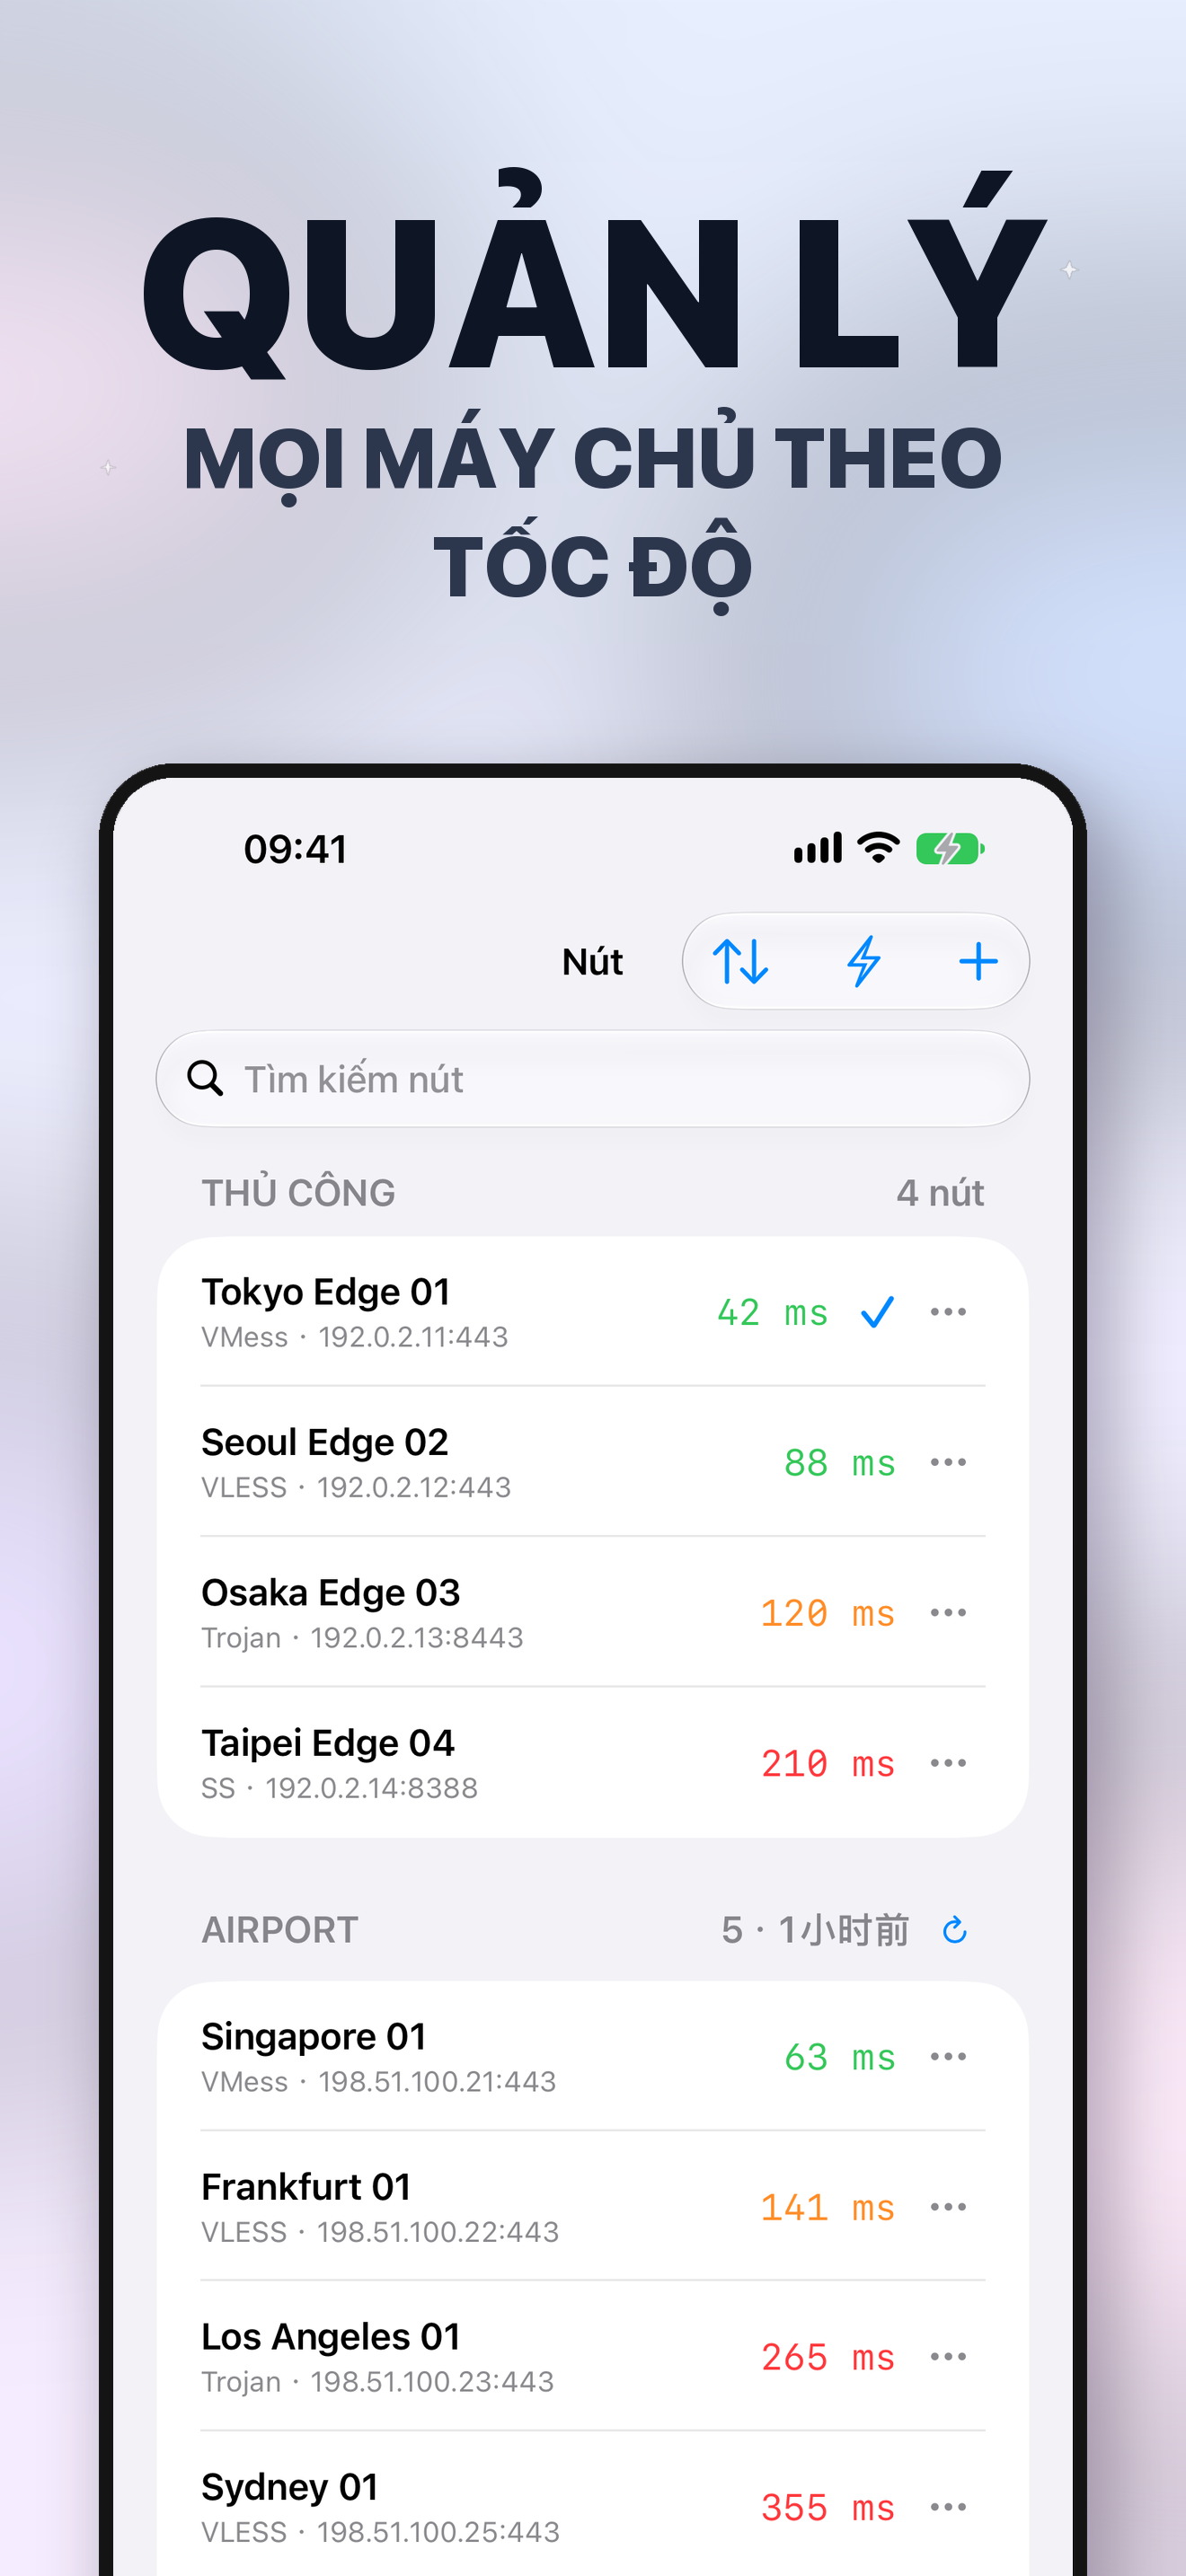 QUẢN LÝ
MỌI MÁY CHỦ THEO
TỐC ĐỘ
09:41
Nút
Tìm kiếm nút
THỦ CÔNG 4 nút
Tokyo Edge 01
VMess · 192.0.2.11:443
42 ms
Seoul Edge 02
VLESS · 192.0.2.12:443
88 ms
Osaka Edge 03
Trojan · 192.0.2.13:8443
120 ms
Taipei Edge 04
SS · 192.0.2.14:8388
210 ms
AIRPORT 5 · 1小时前
Singapore 01
VMess · 198.51.100.21:443
63 ms
Frankfurt 01
VLESS · 198.51.100.22:443
141 ms
Los Angeles 01
Trojan · 198.51.100.23:443
265 ms
Sydney 01
VLESS · 198.51.100.25:443
355 ms